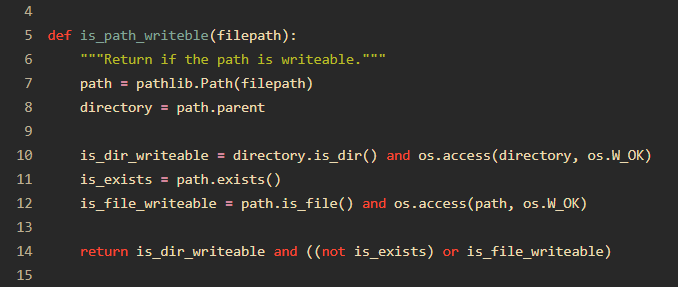 4
5 def is_path_writeble(filepath):
6     """Return if the path is writeable."""
7     path = pathlib.Path(filepath)
8     directory = path.parent
9
10     is_dir_writeable = directory.is_dir() and os.access(directory, os.W_OK)
11     is_exists = path.exists()
12     is_file_writeable = path.is_file() and os.access(path, os.W_OK)
13
14     return is_dir_writeable and ((not is_exists) or is_file_writeable)
15